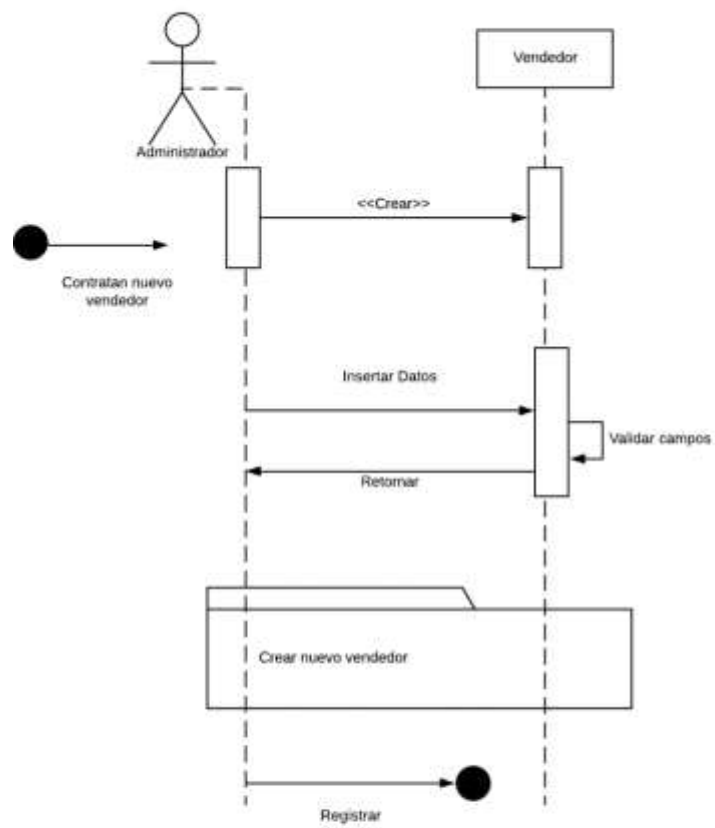 Vendedor
Administrador
<<Crear>>
Contratan nuevo
vendedor
Insertar Datos
Validar campos
Retornar
Crear nuevo vendedor
Registrar